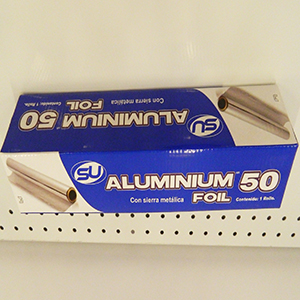 Contenido: 1 Rollo.
Con sierra metálica
FOIL
ALUMINIUM 50
SU
SU
ALUMINIUM 50
FOIL
Con sierra metálica
Contenido: 1 Rollo.